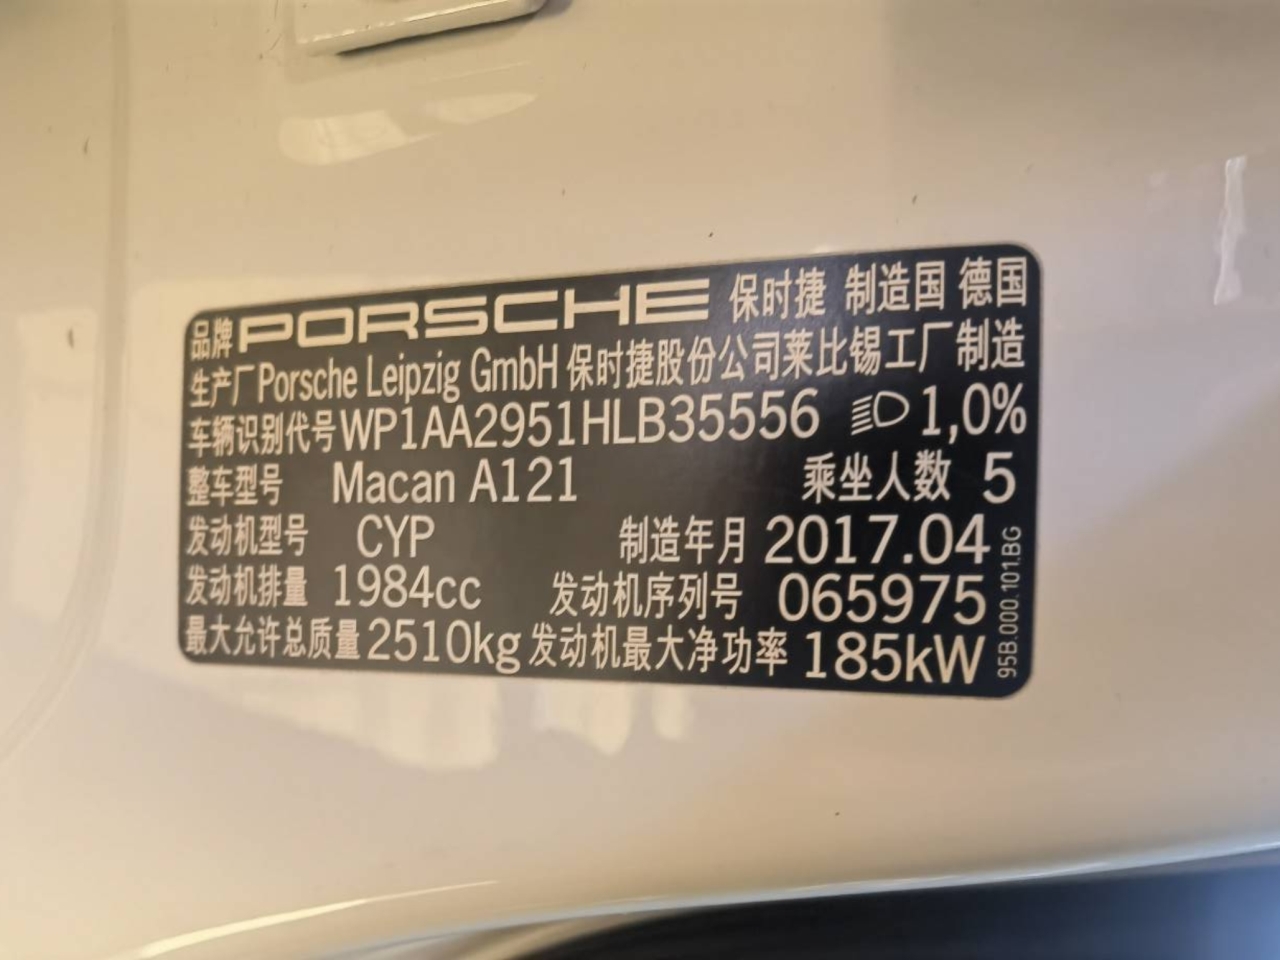 品牌 PORSCHE 保时捷 制造国 德国
生产厂 Porsche Leipzig GmbH 保时捷股份公司莱比锡工厂制造
车辆识别代号 WP1AA2951HLB35556 1,0%
整车型号 Macan A121 乘坐人数 5
发动机型号 CYP 制造年月 2017.04
发动机排量 1984cc 发动机序列号 065975
最大允许总质量 2510kg 发动机最大净功率 185kW
95B.000.101.BG